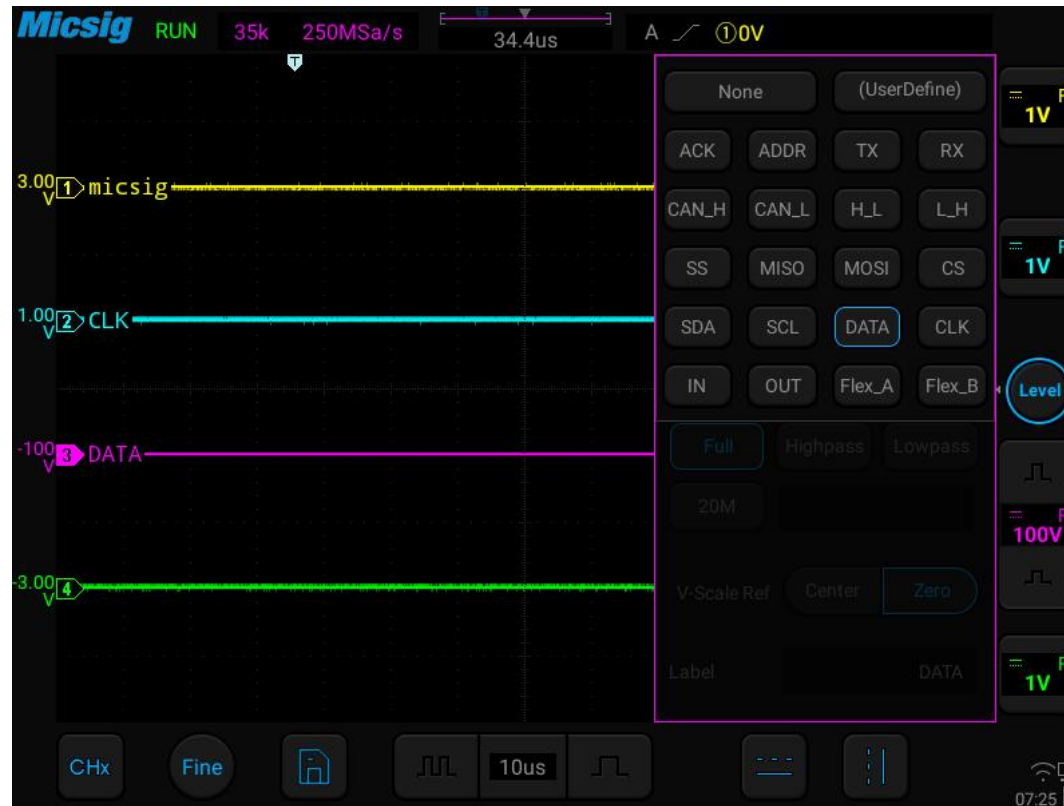 Micsig RUN 35k 250MSa/s 34.4us A ①0V
T
None (UserDefine)
1V
ACK ADDR TX RX
3.00 V 1 micsig
CAN_H CAN_L H_L L_H
SS MISO MOSI CS
1V
1.00 V 2 CLK
SDA SCL DATA CLK
IN OUT Flex_A Flex_B
Level
-100 V 3 DATA
Full Highpass Lowpass
20M
100V
-3.00 V 4
V-Scale Ref Center Zero
Label DATA
1V
CHx Fine 10us
07:25